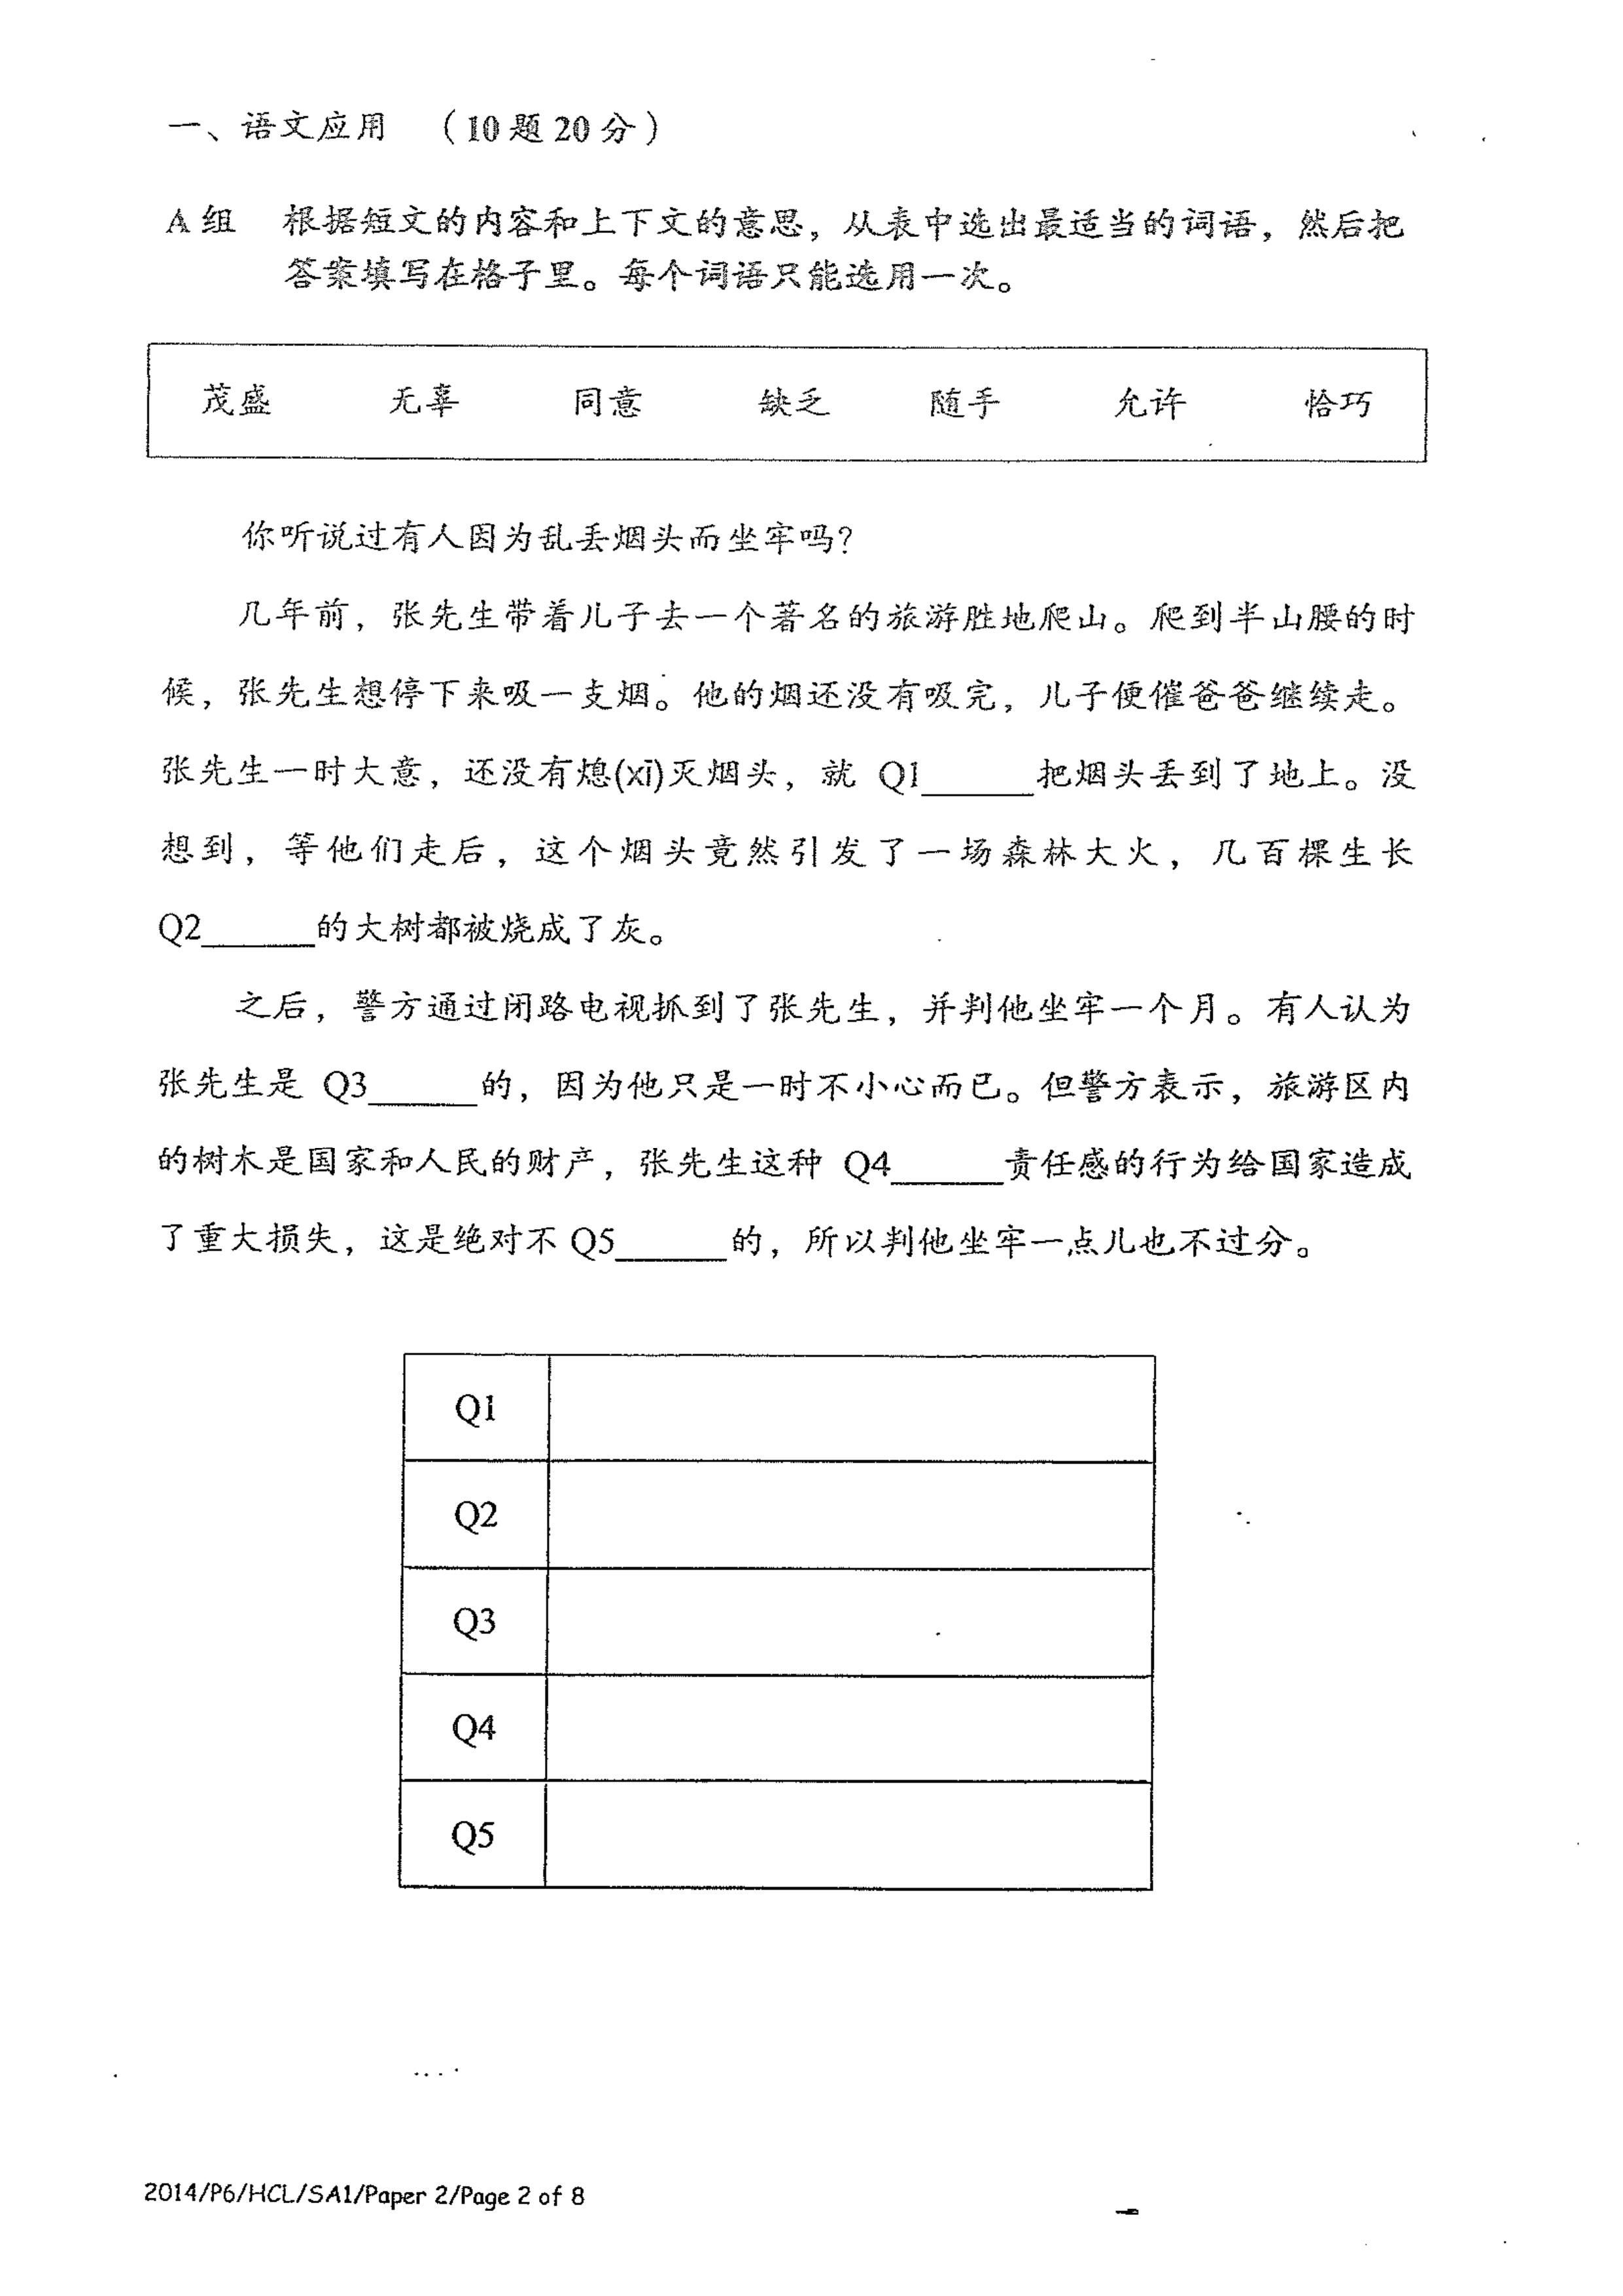 一、语文应用 （10题20分）
A组 根据短文的内容和上下文的意思，从表中选出最适当的词语，然后把
答案填写在格子里。每个词语只能选用一次。
茂盛 无辜 同意 缺乏 随手 允许 恰巧
你听说过有人因为乱丢烟头而坐牢吗？
几年前，张先生带着儿子去一个著名的旅游胜地爬山。爬到半山腰的时
候，张先生想停下来吸一支烟。他的烟还没有吸完，儿子便催爸爸继续走。
张先生一时大意，还没有熄(xī)灭烟头，就 Q1______把烟头丢到了地上。没
想到，等他们走后，这个烟头竟然引发了一场森林大火，几百棵生长
Q2______的大树都被烧成了灰。
之后，警方通过闭路电视抓到了张先生，并判他坐牢一个月。有人认为
张先生是 Q3______的，因为他只是一时不小心而已。但警方表示，旅游区内
的树木是国家和人民的财产，张先生这种 Q4______责任感的行为给国家造成
了重大损失，这是绝对不 Q5______的，所以判他坐牢一点儿也不过分。
Q1
Q2
Q3
Q4
Q5
2014/P6/HCL/SA1/Paper 2/Page 2 of 8